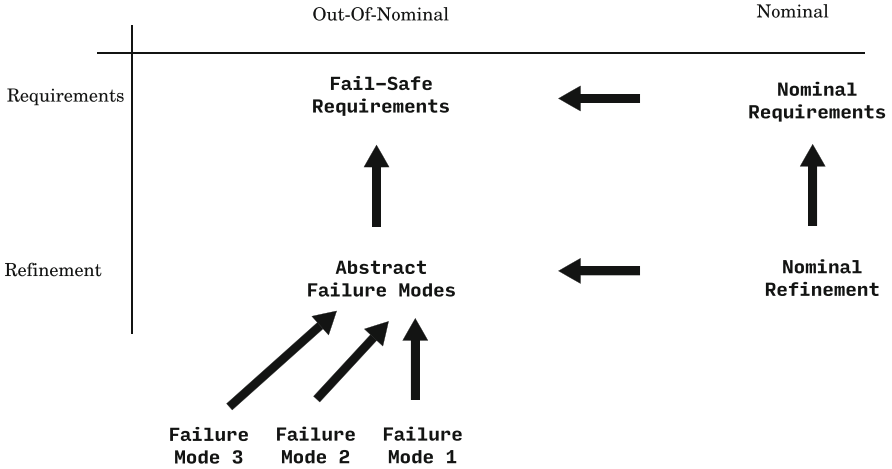 Out-Of-Nominal
Nominal
Requirements
Fail-Safe
Requirements
Nominal
Requirements
Refinement
Abstract
Failure Modes
Nominal
Refinement
Failure
Mode 3
Failure
Mode 2
Failure
Mode 1